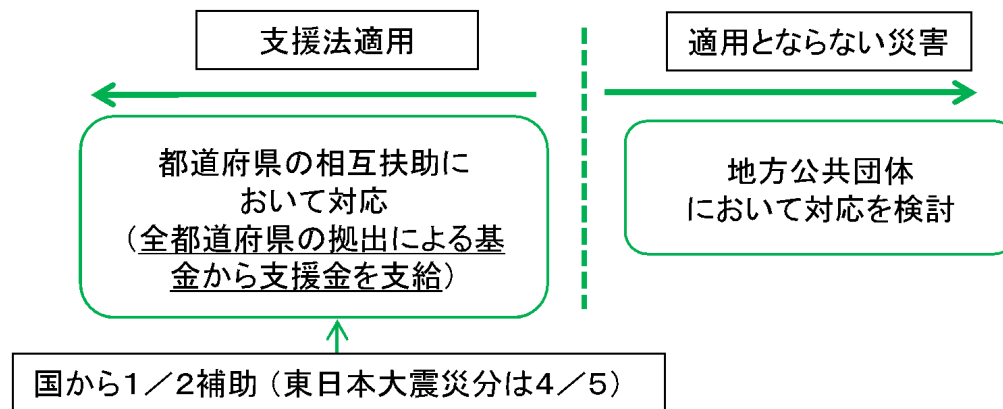 支援法適用
適用とならない災害
都道府県の相互扶助に
おいて対応
（全都道府県の拠出による基
金から支援金を支給）
地方公共団体
において対応を検討
国から１／２補助（東日本大震災分は４／５）